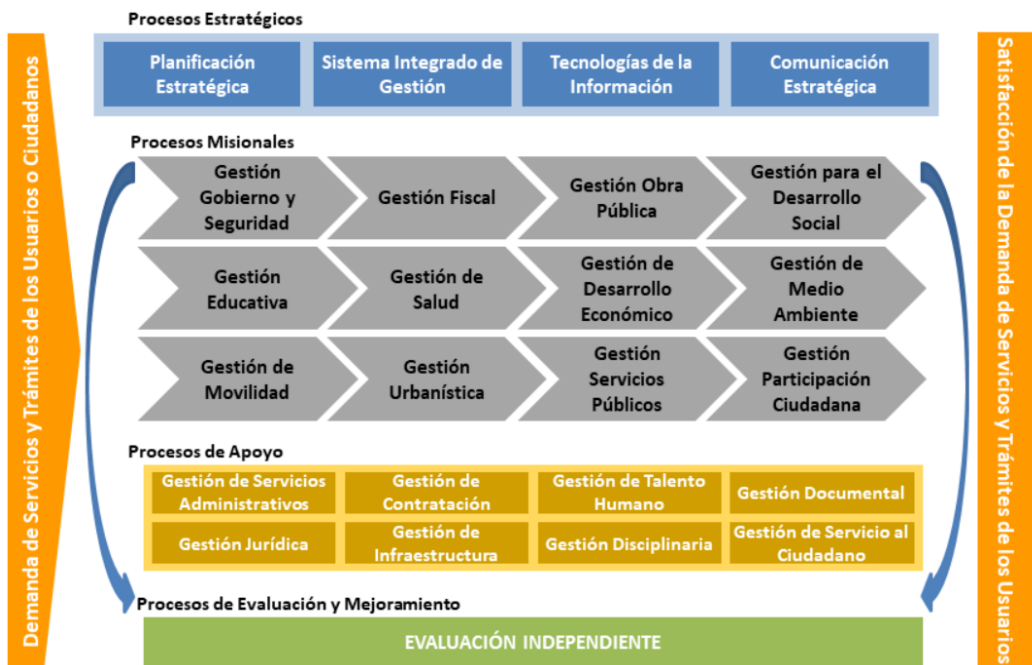 Procesos Estratégicos
Demanda de Servicios y Trámites de los Usuarios o Ciudadanos
Planificación
Estratégica
Sistema Integrado de
Gestión
Tecnologías de la
Información
Comunicación
Estratégica
Procesos Misionales
Gestión
Gobierno y
Seguridad
Gestión Fiscal
Gestión Obra
Pública
Gestión para el
Desarrollo
Social
Gestión
Educativa
Gestión de
Salud
Gestión de
Desarrollo
Económico
Gestión de
Medio
Ambiente
Gestión de
Movilidad
Gestión
Urbanística
Gestión
Servicios
Públicos
Gestión
Participación
Ciudadana
Procesos de Apoyo
Gestión de Servicios
Administrativos
Gestión de
Contratación
Gestión de Talento
Humano
Gestión Documental
Gestión Jurídica
Gestión de
Infraestructura
Gestión Disciplinaria
Gestión de Servicio al
Ciudadano
Procesos de Evaluación y Mejoramiento
EVALUACIÓN INDEPENDIENTE
Satisfacción de la Demanda de Servicios y Trámites de los Usuarios